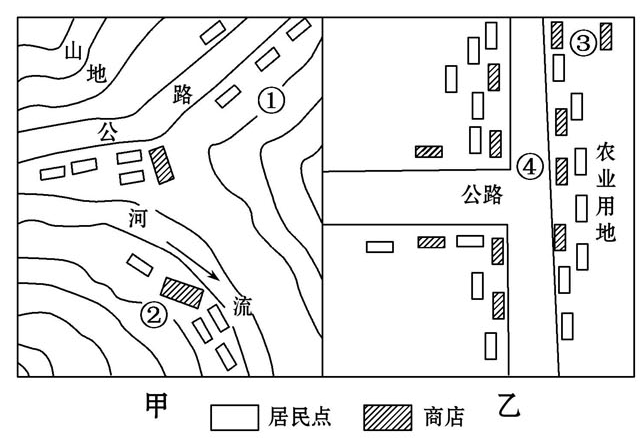 山地
公路
①
河流
②
③
④
公路
农业用地
甲
乙
居民点
商店